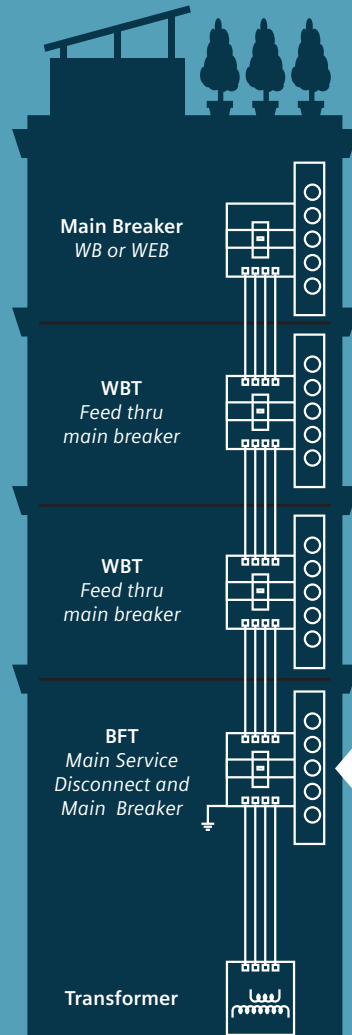 Main Breaker
WB or WEB
WBT
Feed thru
main breaker
WBT
Feed thru
main breaker
BFT
Main Service
Disconnect and
Main Breaker
Transformer